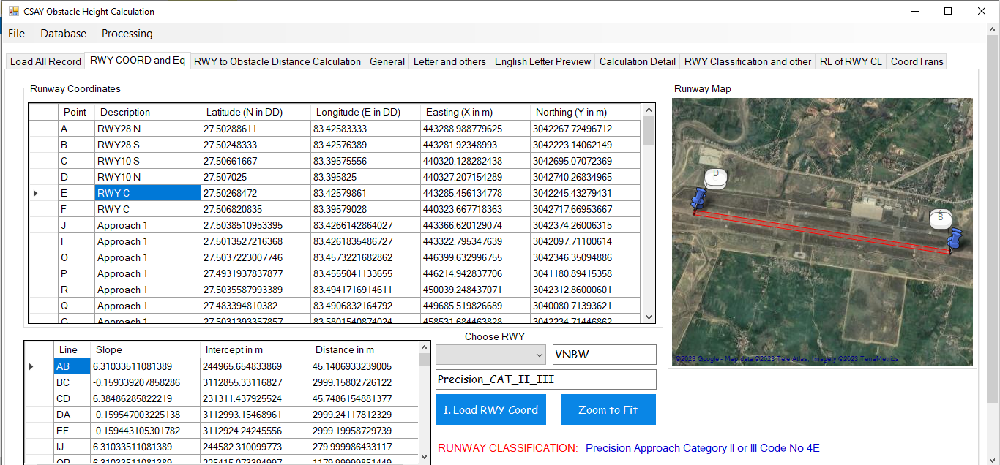 CSAY Obstacle Height Calculation
File Database Processing
Load All Record RWY COORD and Eq RWY to Obstacle Distance Calculation General Letter and others English Letter Preview Calculation Detail RWY Classification and other RL of RWY CL CoordTrans
Runway Coordinates
Point Description Latitude (N in DD) Longitude (E in DD) Easting (X in m) Northing (Y in m)
A RWY28 N 27.50288611 83.42583333 443288.988779625 3042267.72496712
B RWY28 S 27.50248333 83.42576389 443281.92348993 3042223.14062149
C RWY10 S 27.50661667 83.39575556 440320.128282438 3042695.07072369
D RWY10 N 27.507025 83.395825 440327.207154289 3042740.26834965
E RWY C 27.50268472 83.42579861 443285.456134778 3042245.43279431
F RWY C 27.506820835 83.39579028 440323.667718363 3042717.66953667
J Approach 1 27.5038510953395 83.4266142864027 443366.620129074 3042374.26006315
I Approach 1 27.5013527216368 83.4261835486727 443322.795347639 3042097.71100614
O Approach 1 27.5037223007746 83.4573221682862 446399.632996755 3042346.35094886
P Approach 1 27.4931937837877 83.4555041133655 446214.942837706 3041180.89415358
R Approach 1 27.5035587993389 83.4941716914611 450039.248437071 3042312.86000601
Q Approach 1 27.483394810382 83.4906832164792 449685.519826689 3040080.71393621
G Approach 1 27.5031393357857 83.5801540874024 458531.684463828 3042234.71446862
Runway Map
D
A
B
©2023 Google - Map data ©2023 Tele Atlas, Imagery ©2023 TerraMetrics
Line Slope Intercept in m Distance in m
AB 6.31033511081389 244965.654833869 45.1406933239005
BC -0.159339207858286 3112855.33116827 2999.15802726122
CD 6.38486285822219 231311.437925524 45.7486154881377
DA -0.159547003225138 3112993.15468961 2999.24117812329
EF -0.159443105301782 3112924.24245556 2999.19958729739
IJ 6.31033511081389 244582.310099773 279.999986433117
OP 6.31033511081389 225415.073394997 1179.99999851449
Choose RWY
VNBW
Precision_CAT_II_III
1. Load RWY Coord Zoom to Fit
RUNWAY CLASSIFICATION: Precision Approach Category II or III Code No 4E